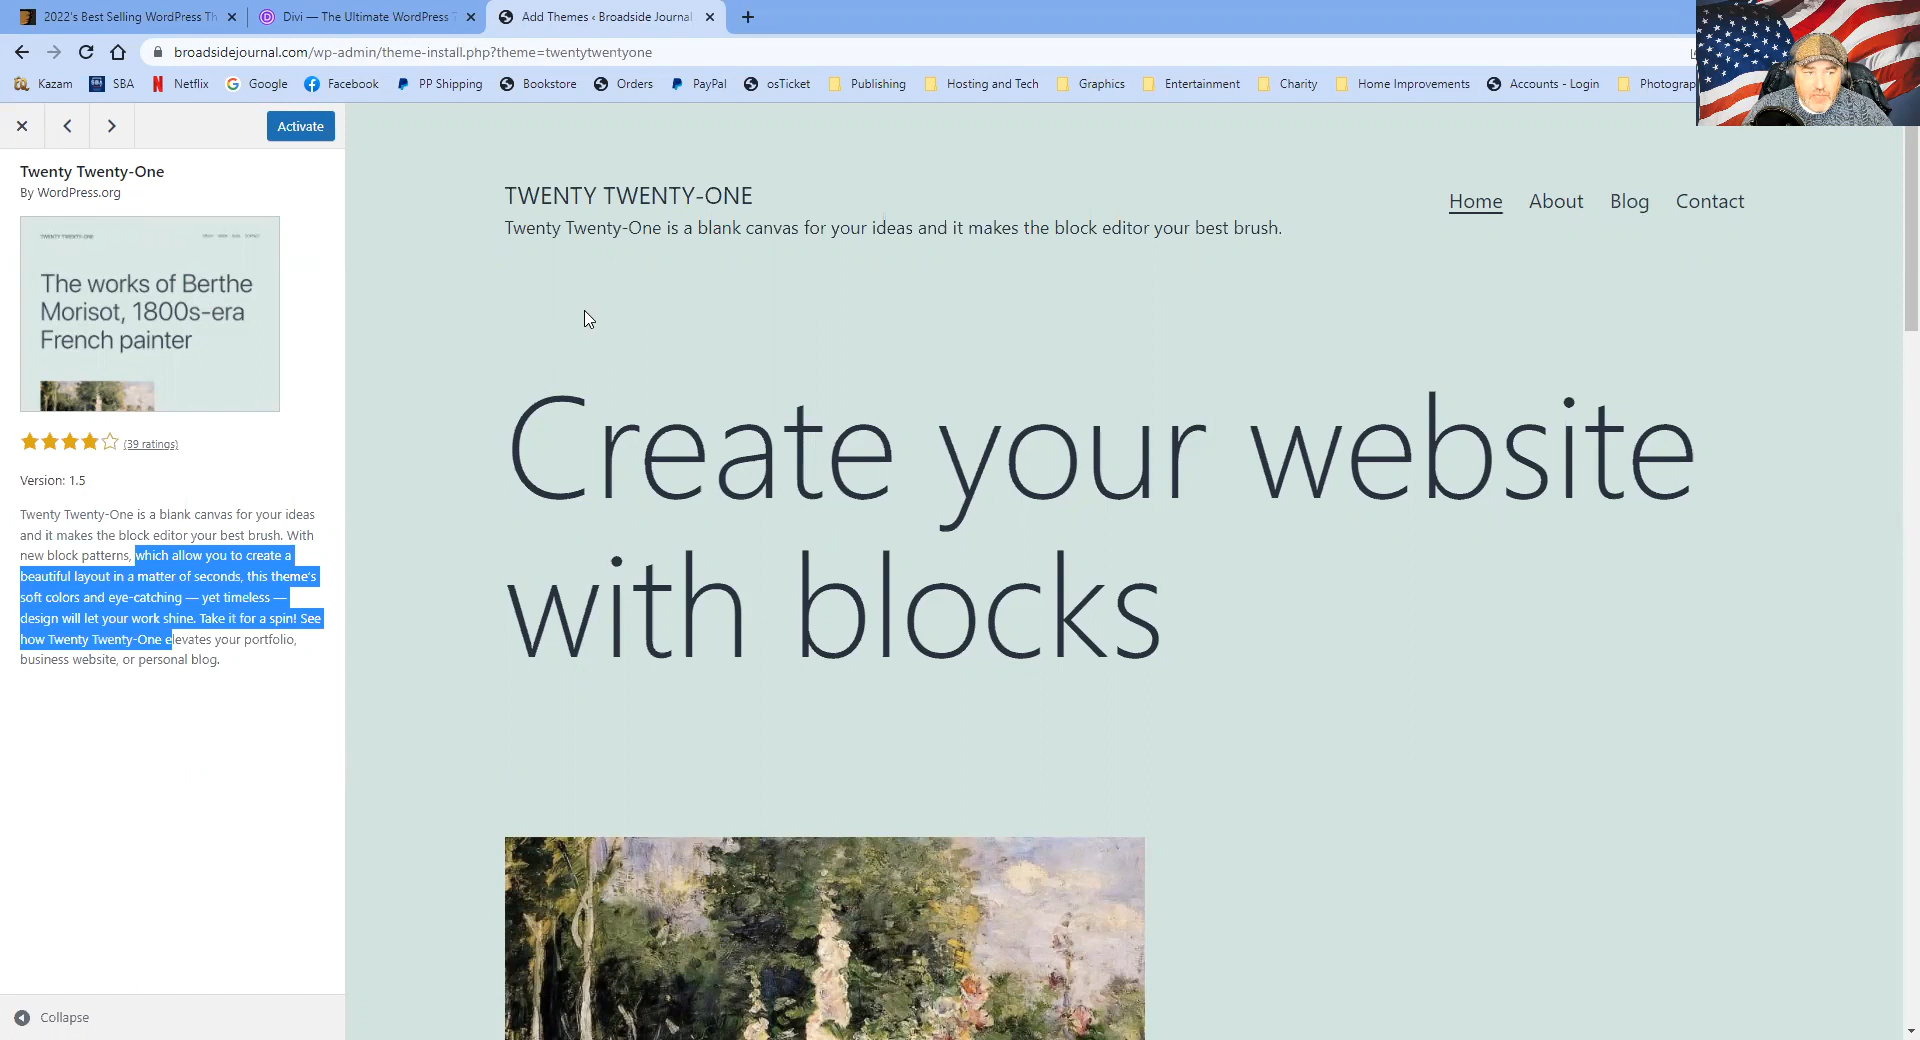 2022's Best Selling WordPress Th
Divi — The Ultimate WordPress T
Add Themes ‹ Broadside Journal
broadsidejournal.com/wp-admin/theme-install.php?theme=twentytwentyone
Kazam SBA Netflix Google Facebook PP Shipping Bookstore Orders PayPal osTicket Publishing Hosting and Tech Graphics Entertainment Charity Home Improvements Accounts - Login Photograp
Activate
Twenty Twenty-One
By WordPress.org
TWENTY TWENTY-ONE
The works of Berthe
Morisot, 1800s-era
French painter
(39 ratings)
Version: 1.5
Twenty Twenty-One is a blank canvas for your ideas
and it makes the block editor your best brush. With
new block patterns, which allow you to create a
beautiful layout in a matter of seconds, this theme's
soft colors and eye-catching — yet timeless —
design will let your work shine. Take it for a spin! See
how Twenty Twenty-One elevates your portfolio,
business website, or personal blog.
Collapse
TWENTY TWENTY-ONE
Twenty Twenty-One is a blank canvas for your ideas and it makes the block editor your best brush.
Home About Blog Contact
Create your website
with blocks